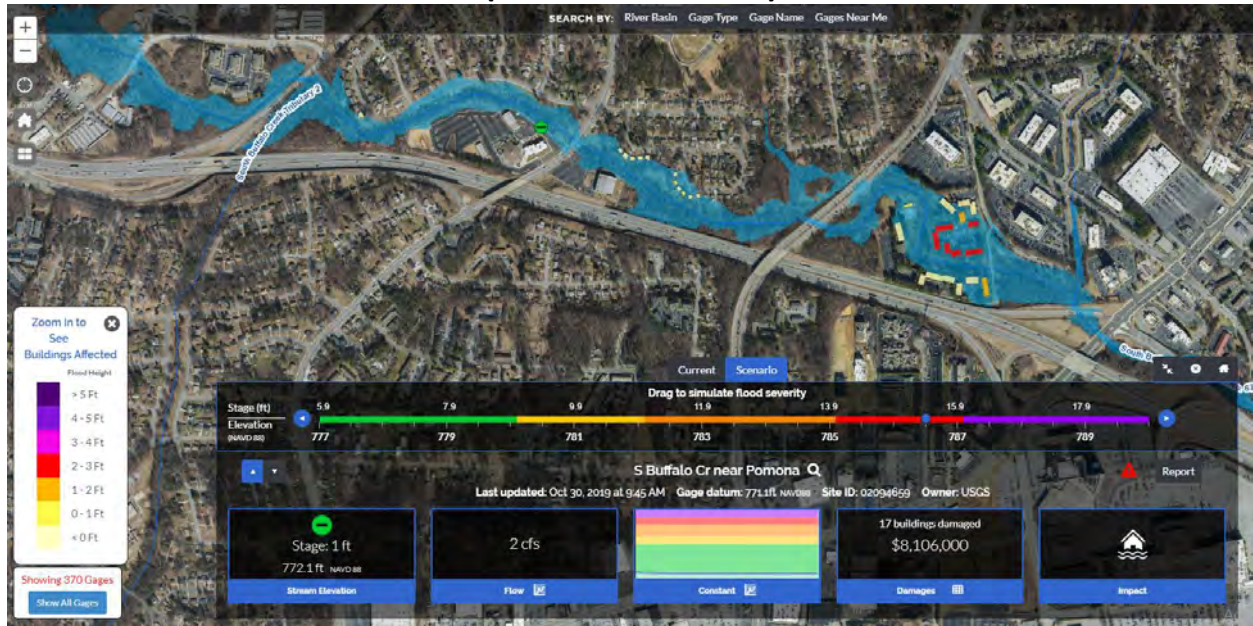 SEARCH BY: River Basin Gage Type Gage Name Gages Near Me
+
−
South Buffalo Creek Tributary 2
South B
Zoom in to
See
Buildings Affected
Flood Height
> 5 Ft
4 - 5 Ft
3 - 4 Ft
2 - 3 Ft
1 - 2 Ft
0 - 1 Ft
< 0 Ft
Showing 370 Gages
Show All Gages
Current Scenario
Drag to simulate flood severity
Stage (ft) 5.9 7.9 9.9 11.9 13.9 15.9 17.9
Elevation
(NAVD 88) 777 779 781 783 785 787 789
S Buffalo Cr near Pomona
Report
Last updated: Oct 30, 2019 at 9:45 AM Gage datum: 771.1ft NAVD88 Site ID: 02094659 Owner: USGS
Stage: 1 ft
772.1 ft NAVD 88
Stream Elevation
2 cfs
Flow
Constant
17 buildings damaged
$8,106,000
Damages
Impact